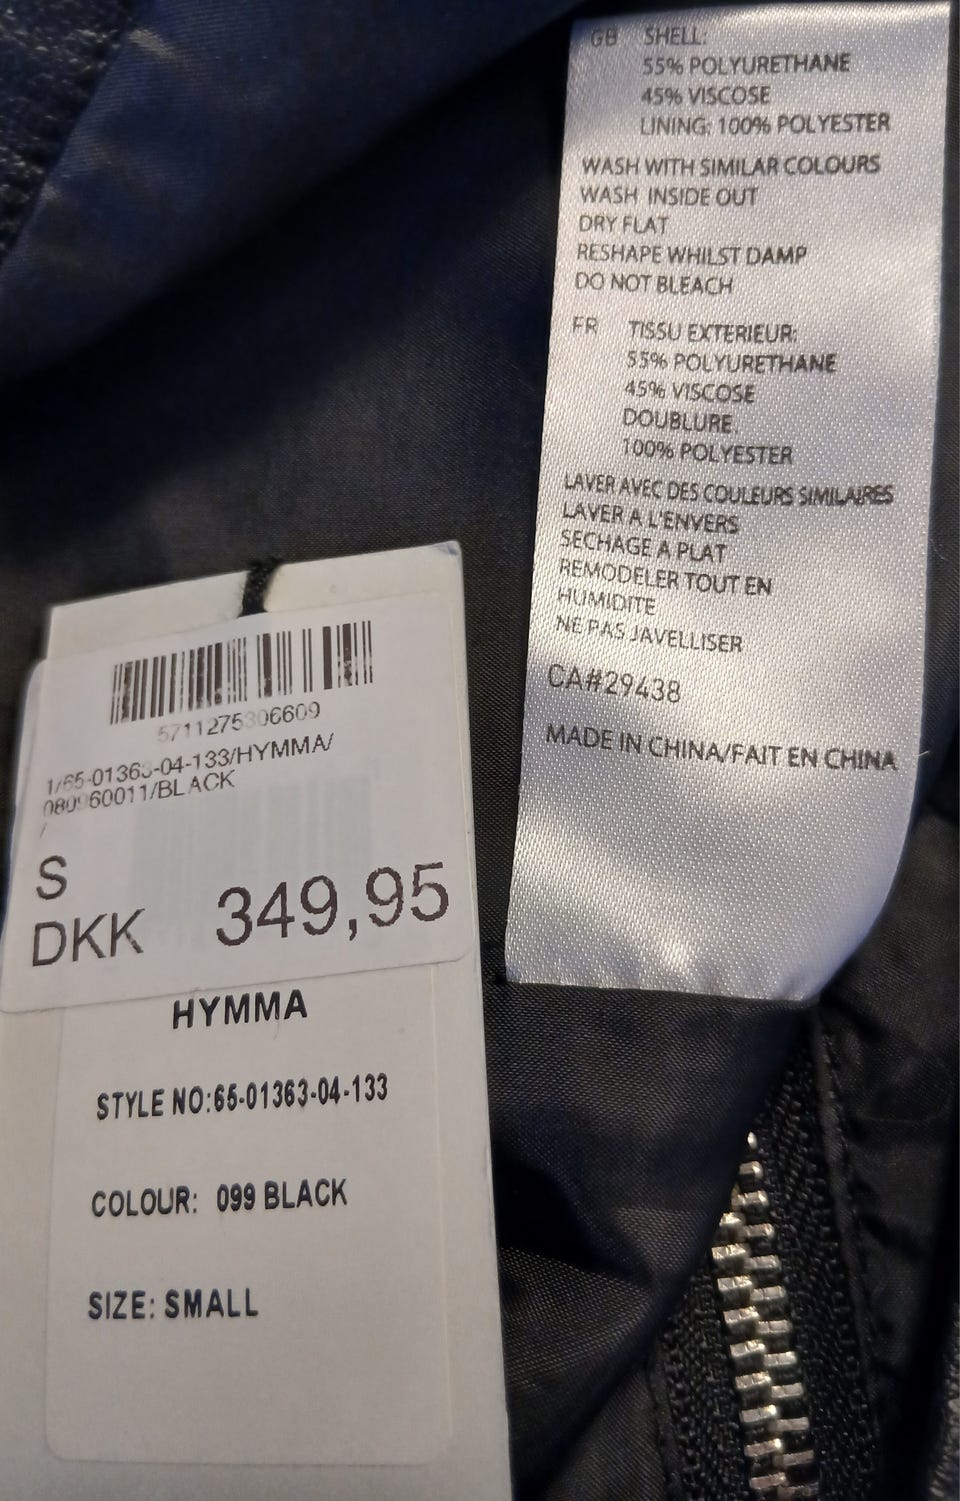 GB SHELL:
55% POLYURETHANE
45% VISCOSE
LINING: 100% POLYESTER
WASH WITH SIMILAR COLOURS
WASH INSIDE OUT
DRY FLAT
RESHAPE WHILST DAMP
DO NOT BLEACH
FR TISSU EXTERIEUR:
55% POLYURETHANE
45% VISCOSE
DOUBLURE
100% POLYESTER
LAVER AVEC DES COULEURS SIMILAIRES
LAVER A L'ENVERS
SECHAGE A PLAT
REMODELER TOUT EN
HUMIDITE
NE PAS JAVELLISER
CA#29438
MADE IN CHINA/FAIT EN CHINA
5711275306609
1/65-01363-04-133/HYMMA/
080960011/BLACK
/
S
DKK 349,95
HYMMA
STYLE NO:65-01363-04-133
COLOUR: 099 BLACK
SIZE: SMALL